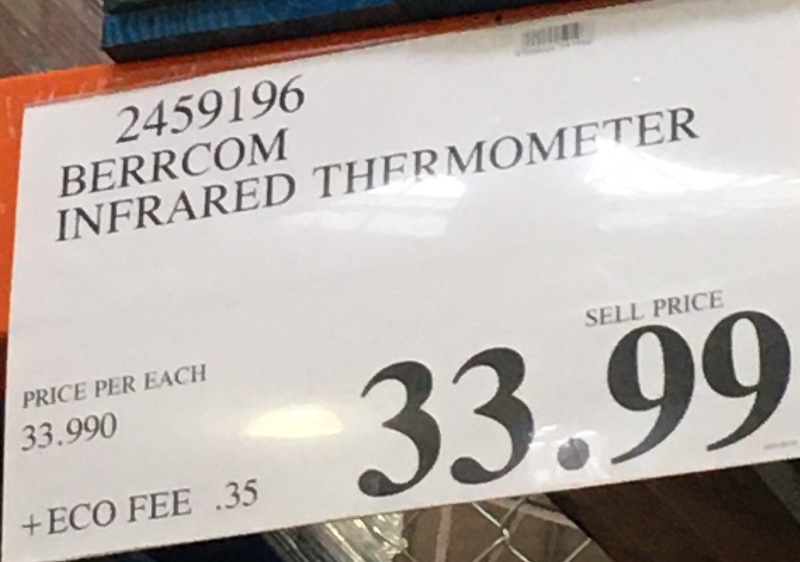 2459196
BERRCOM
INFRARED THERMOMETER
SELL PRICE
33.99
PRICE PER EACH
33.990
+ECO FEE .35